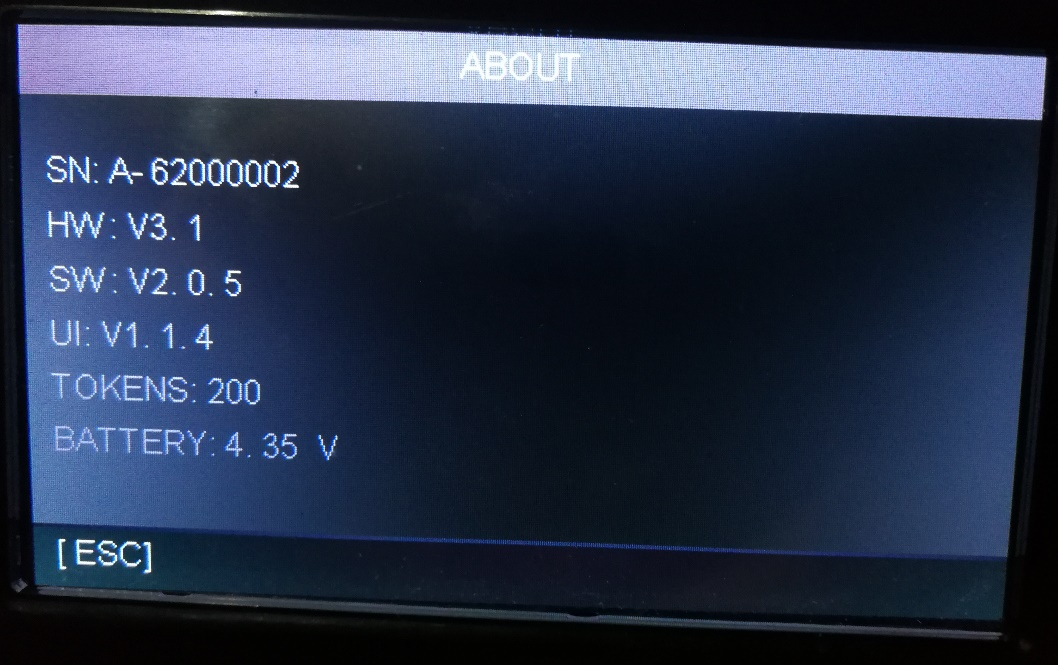 ABOUT
SN: A-62000002
HW: V3.1
SW: V2.0.5
UI: V1.1.4
TOKENS: 200
BATTERY: 4.35 V
[ESC]